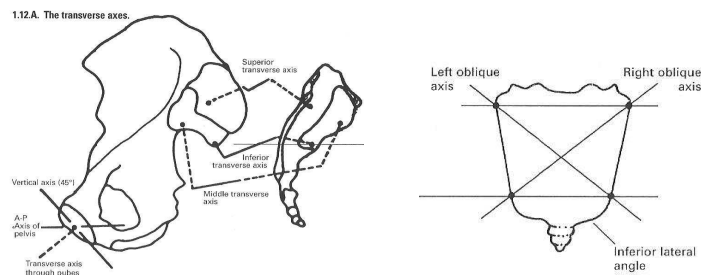 1.12.A. The transverse axes.
Superior
transverse axis
Inferior
transverse axis
Middle transverse
axis
Vertical axis (45°)
A-P
Axis of
pelvis
Transverse axis
through pubes
Left oblique
axis
Right oblique
axis
Inferior lateral
angle